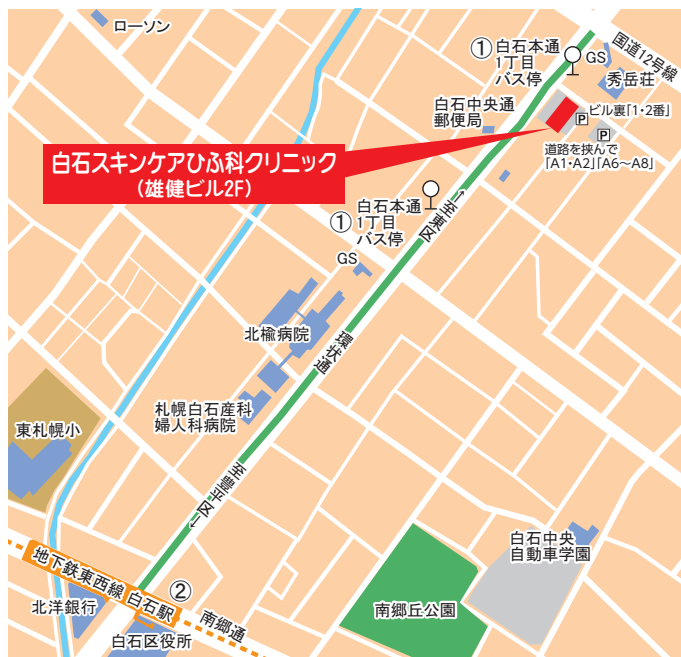 ローソン
①白石本通
1丁目
バス停
GS
国道12号線
秀岳荘
白石中央通
郵便局
P
ビル裏「1・2番」
P
道路を挟んで
「A1・A2」「A6～A8」
白石スキンケアひふ科クリニック
(雄健ビル2F)
①白石本通
1丁目
バス停
至東区→
GS
北楡病院
環状通
札幌白石産科
婦人科病院
東札幌小
至豊平区→
白石中央
自動車学園
地下鉄東西線 白石駅
②
南郷通
北洋銀行
白石区役所
南郷丘公園